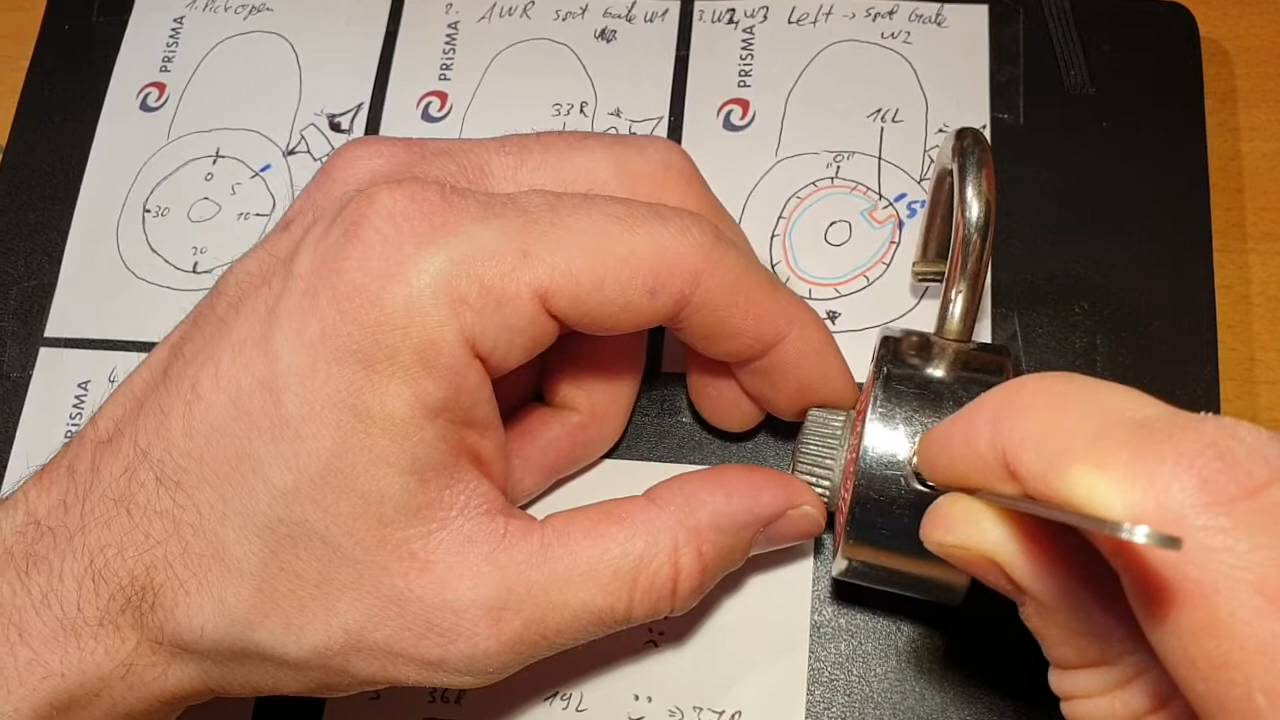 1. Pick open
PRiSMA
0
5
10
20
30
2. AWR spot Gate W1
PRiSMA
33R
3. W2, W3 Left → Spot Gate
W2
PRiSMA
16L
"0"
"5"
PRiSMA
4
36R 19L